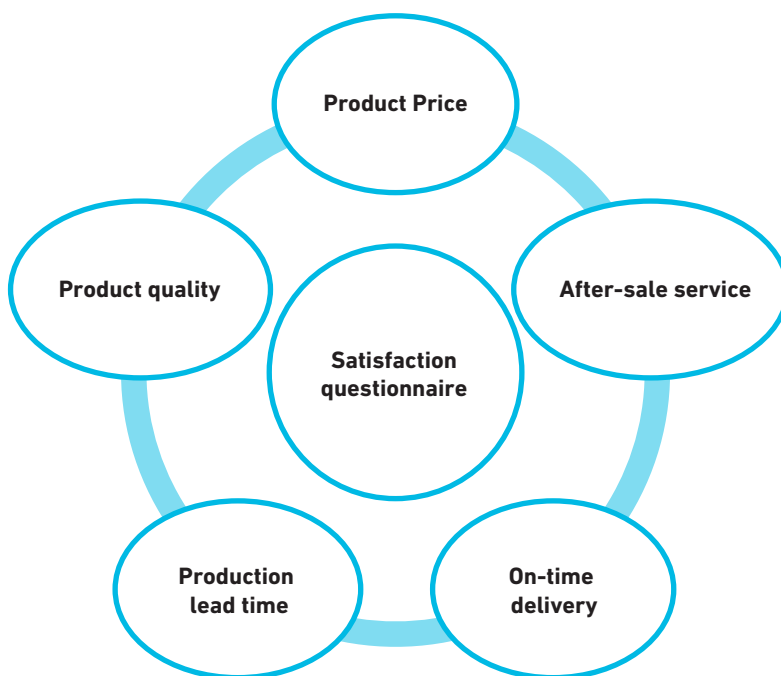 Product Price
Product quality
After-sale service
Satisfaction
questionnaire
Production
lead time
On-time
delivery